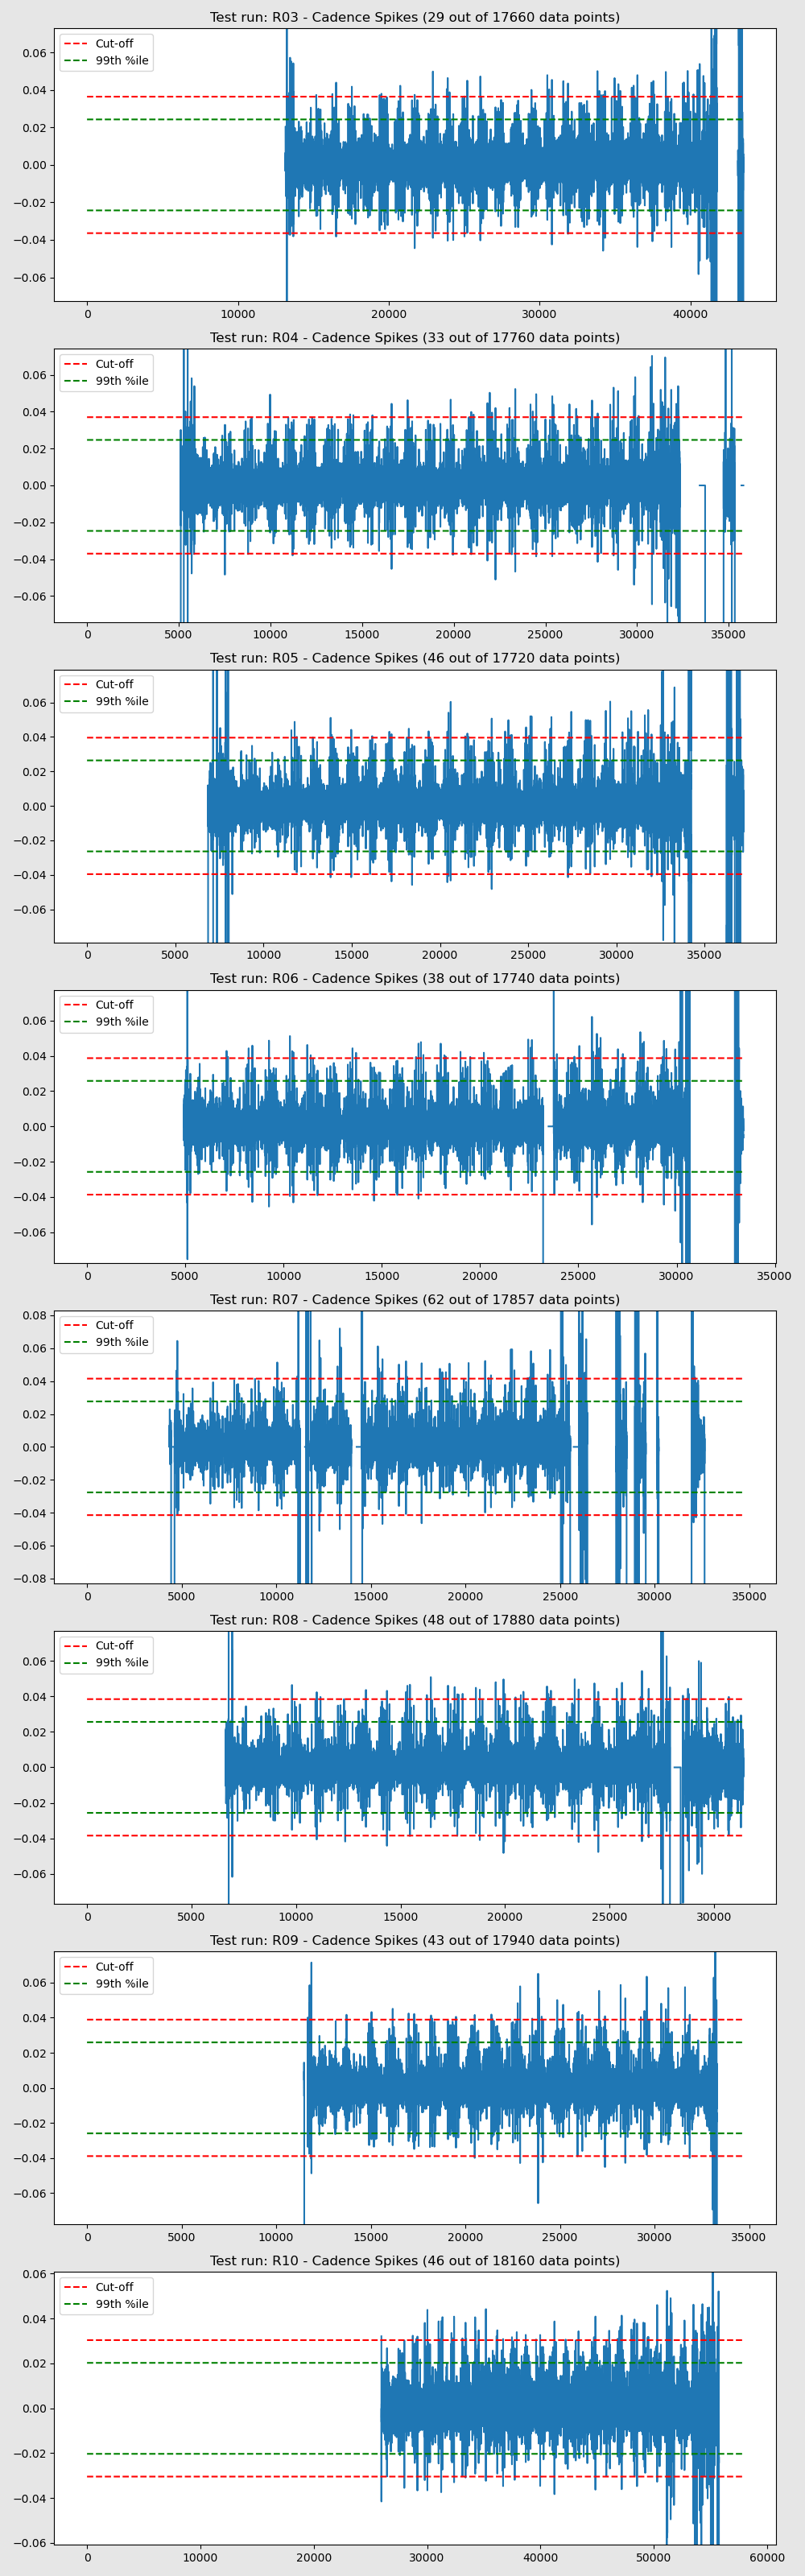 Test run: R03 - Cadence Spikes (29 out of 17660 data points)
Cut-off
99th %ile
0.06
0.04
0.02
0.00
−0.02
−0.04
−0.06
0 10000 20000 30000 40000
Test run: R04 - Cadence Spikes (33 out of 17760 data points)
Cut-off
99th %ile
0.06
0.04
0.02
0.00
−0.02
−0.04
−0.06
0 5000 10000 15000 20000 25000 30000 35000
Test run: R05 - Cadence Spikes (46 out of 17720 data points)
Cut-off
99th %ile
0.06
0.04
0.02
0.00
−0.02
−0.04
−0.06
0 5000 10000 15000 20000 25000 30000 35000
Test run: R06 - Cadence Spikes (38 out of 17740 data points)
Cut-off
99th %ile
0.06
0.04
0.02
0.00
−0.02
−0.04
−0.06
0 5000 10000 15000 20000 25000 30000 35000
Test run: R07 - Cadence Spikes (62 out of 17857 data points)
Cut-off
99th %ile
0.08
0.06
0.04
0.02
0.00
−0.02
−0.04
−0.06
−0.08
0 5000 10000 15000 20000 25000 30000 35000
Test run: R08 - Cadence Spikes (48 out of 17880 data points)
Cut-off
99th %ile
0.06
0.04
0.02
0.00
−0.02
−0.04
−0.06
0 5000 10000 15000 20000 25000 30000
Test run: R09 - Cadence Spikes (43 out of 17940 data points)
Cut-off
99th %ile
0.06
0.04
0.02
0.00
−0.02
−0.04
−0.06
0 5000 10000 15000 20000 25000 30000 35000
Test run: R10 - Cadence Spikes (46 out of 18160 data points)
Cut-off
99th %ile
0.06
0.04
0.02
0.00
−0.02
−0.04
−0.06
0 10000 20000 30000 40000 50000 60000